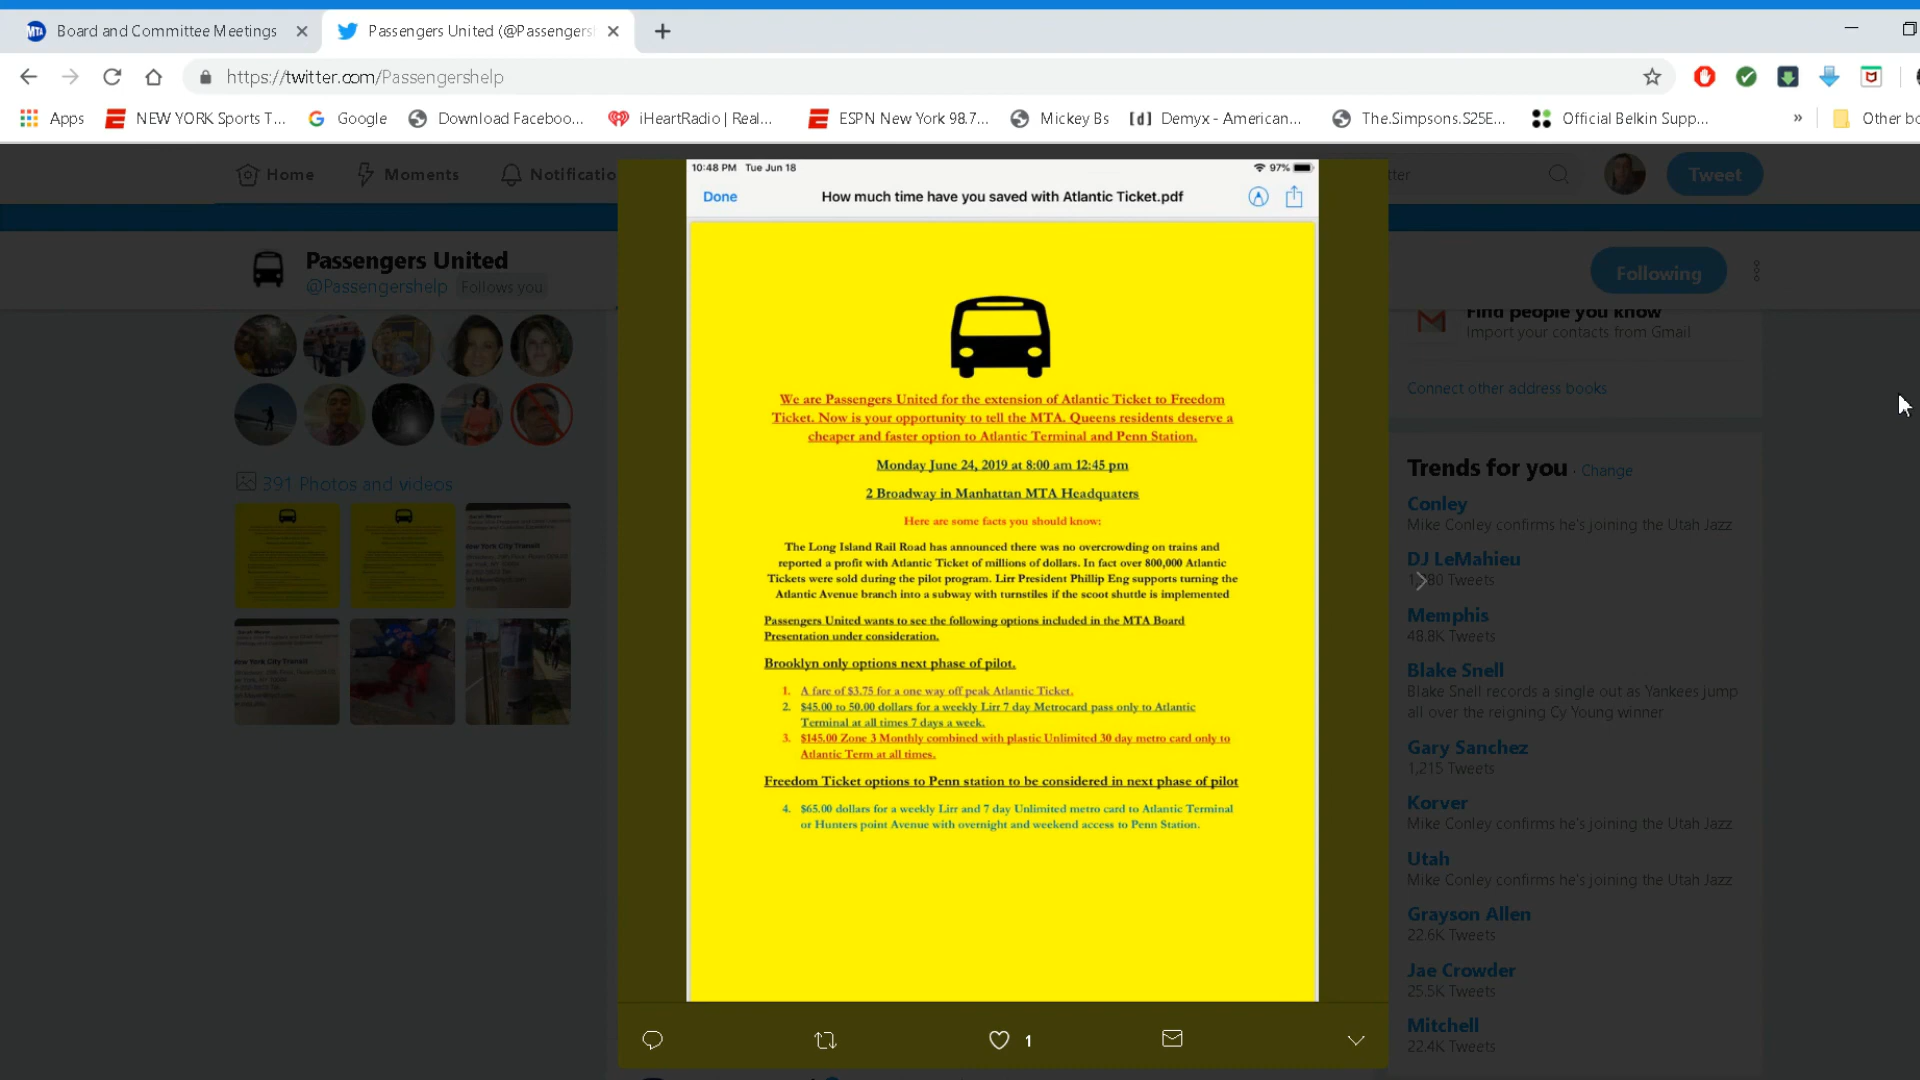 Board and Committee Meetings
Passengers United (@Passengers
https://twitter.com/Passengershelp
Apps
NEW YORK Sports T...
Google
Download Faceboo...
iHeartRadio | Real...
ESPN New York 98.7...
Mickey Bs
[d] Demyx - American...
The.Simpsons.S25E...
Official Belkin Supp...
»
Other bo
Home
Moments
Notificatio
tter
Tweet
Passengers United
@Passengershelp
Follows you
Following
391 Photos and videos
10:48 PM Tue Jun 18
97%
Done
How much time have you saved with Atlantic Ticket.pdf
We are Passengers United for the extension of Atlantic Ticket to Freedom
Ticket. Now is your opportunity to tell the MTA. Queens residents deserve a
cheaper and faster option to Atlantic Terminal and Penn Station.
Monday June 24, 2019 at 8:00 am 12:45 pm
2 Broadway in Manhattan MTA Headquaters
Here are some facts you should know:
The Long Island Rail Road has announced there was no overcrowding on trains and
reported a profit with Atlantic Ticket of millions of dollars. In fact over 800,000 Atlantic
Tickets were sold during the pilot program. Lirr President Phillip Eng supports turning the
Atlantic Avenue branch into a subway with turnstiles if the scoot shuttle is implemented
Passengers United wants to see the following options included in the MTA Board
Presentation under consideration.
Brooklyn only options next phase of pilot.
1. A fare of $3.75 for a one way off peak Atlantic Ticket.
2. $45.00 to 50.00 dollars for a weekly Lirr 7 day Metrocard pass only to Atlantic
Terminal at all times 7 days a week.
3. $145.00 Zone 3 Monthly combined with plastic Unlimited 30 day metro card only to
Atlantic Term at all times.
Freedom Ticket options to Penn station to be considered in next phase of pilot
4. $65.00 dollars for a weekly Lirr and 7 day Unlimited metro card to Atlantic Terminal
or Hunters point Avenue with overnight and weekend access to Penn Station.
1
Find people you know
Import your contacts from Gmail
Connect other address books
Trends for you · Change
Conley
Mike Conley confirms he's joining the Utah Jazz
DJ LeMahieu
Tweets
Memphis
48.8K Tweets
Blake Snell
Blake Snell records a single out as Yankees jump
all over the reigning Cy Young winner
Gary Sanchez
1,215 Tweets
Korver
Mike Conley confirms he's joining the Utah Jazz
Utah
Mike Conley confirms he's joining the Utah Jazz
Grayson Allen
22.6K Tweets
Jae Crowder
25.5K Tweets
Mitchell
22.4K Tweets